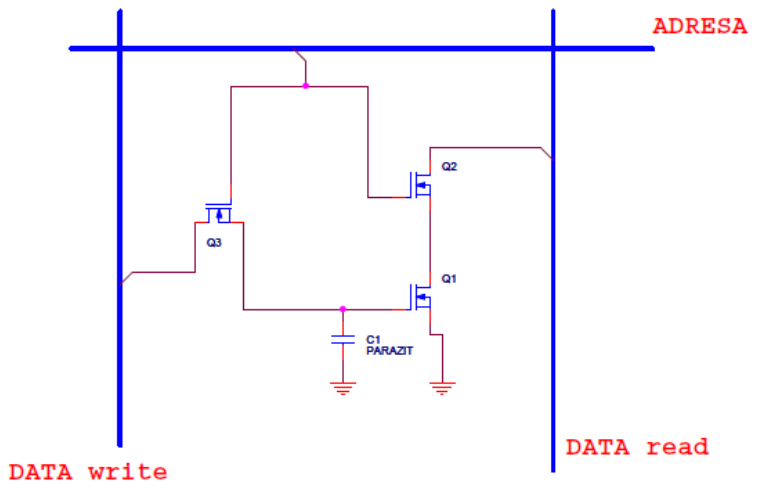 ADRESA
Q2
Q3
Q1
C1
PARAZIT
DATA read
DATA write